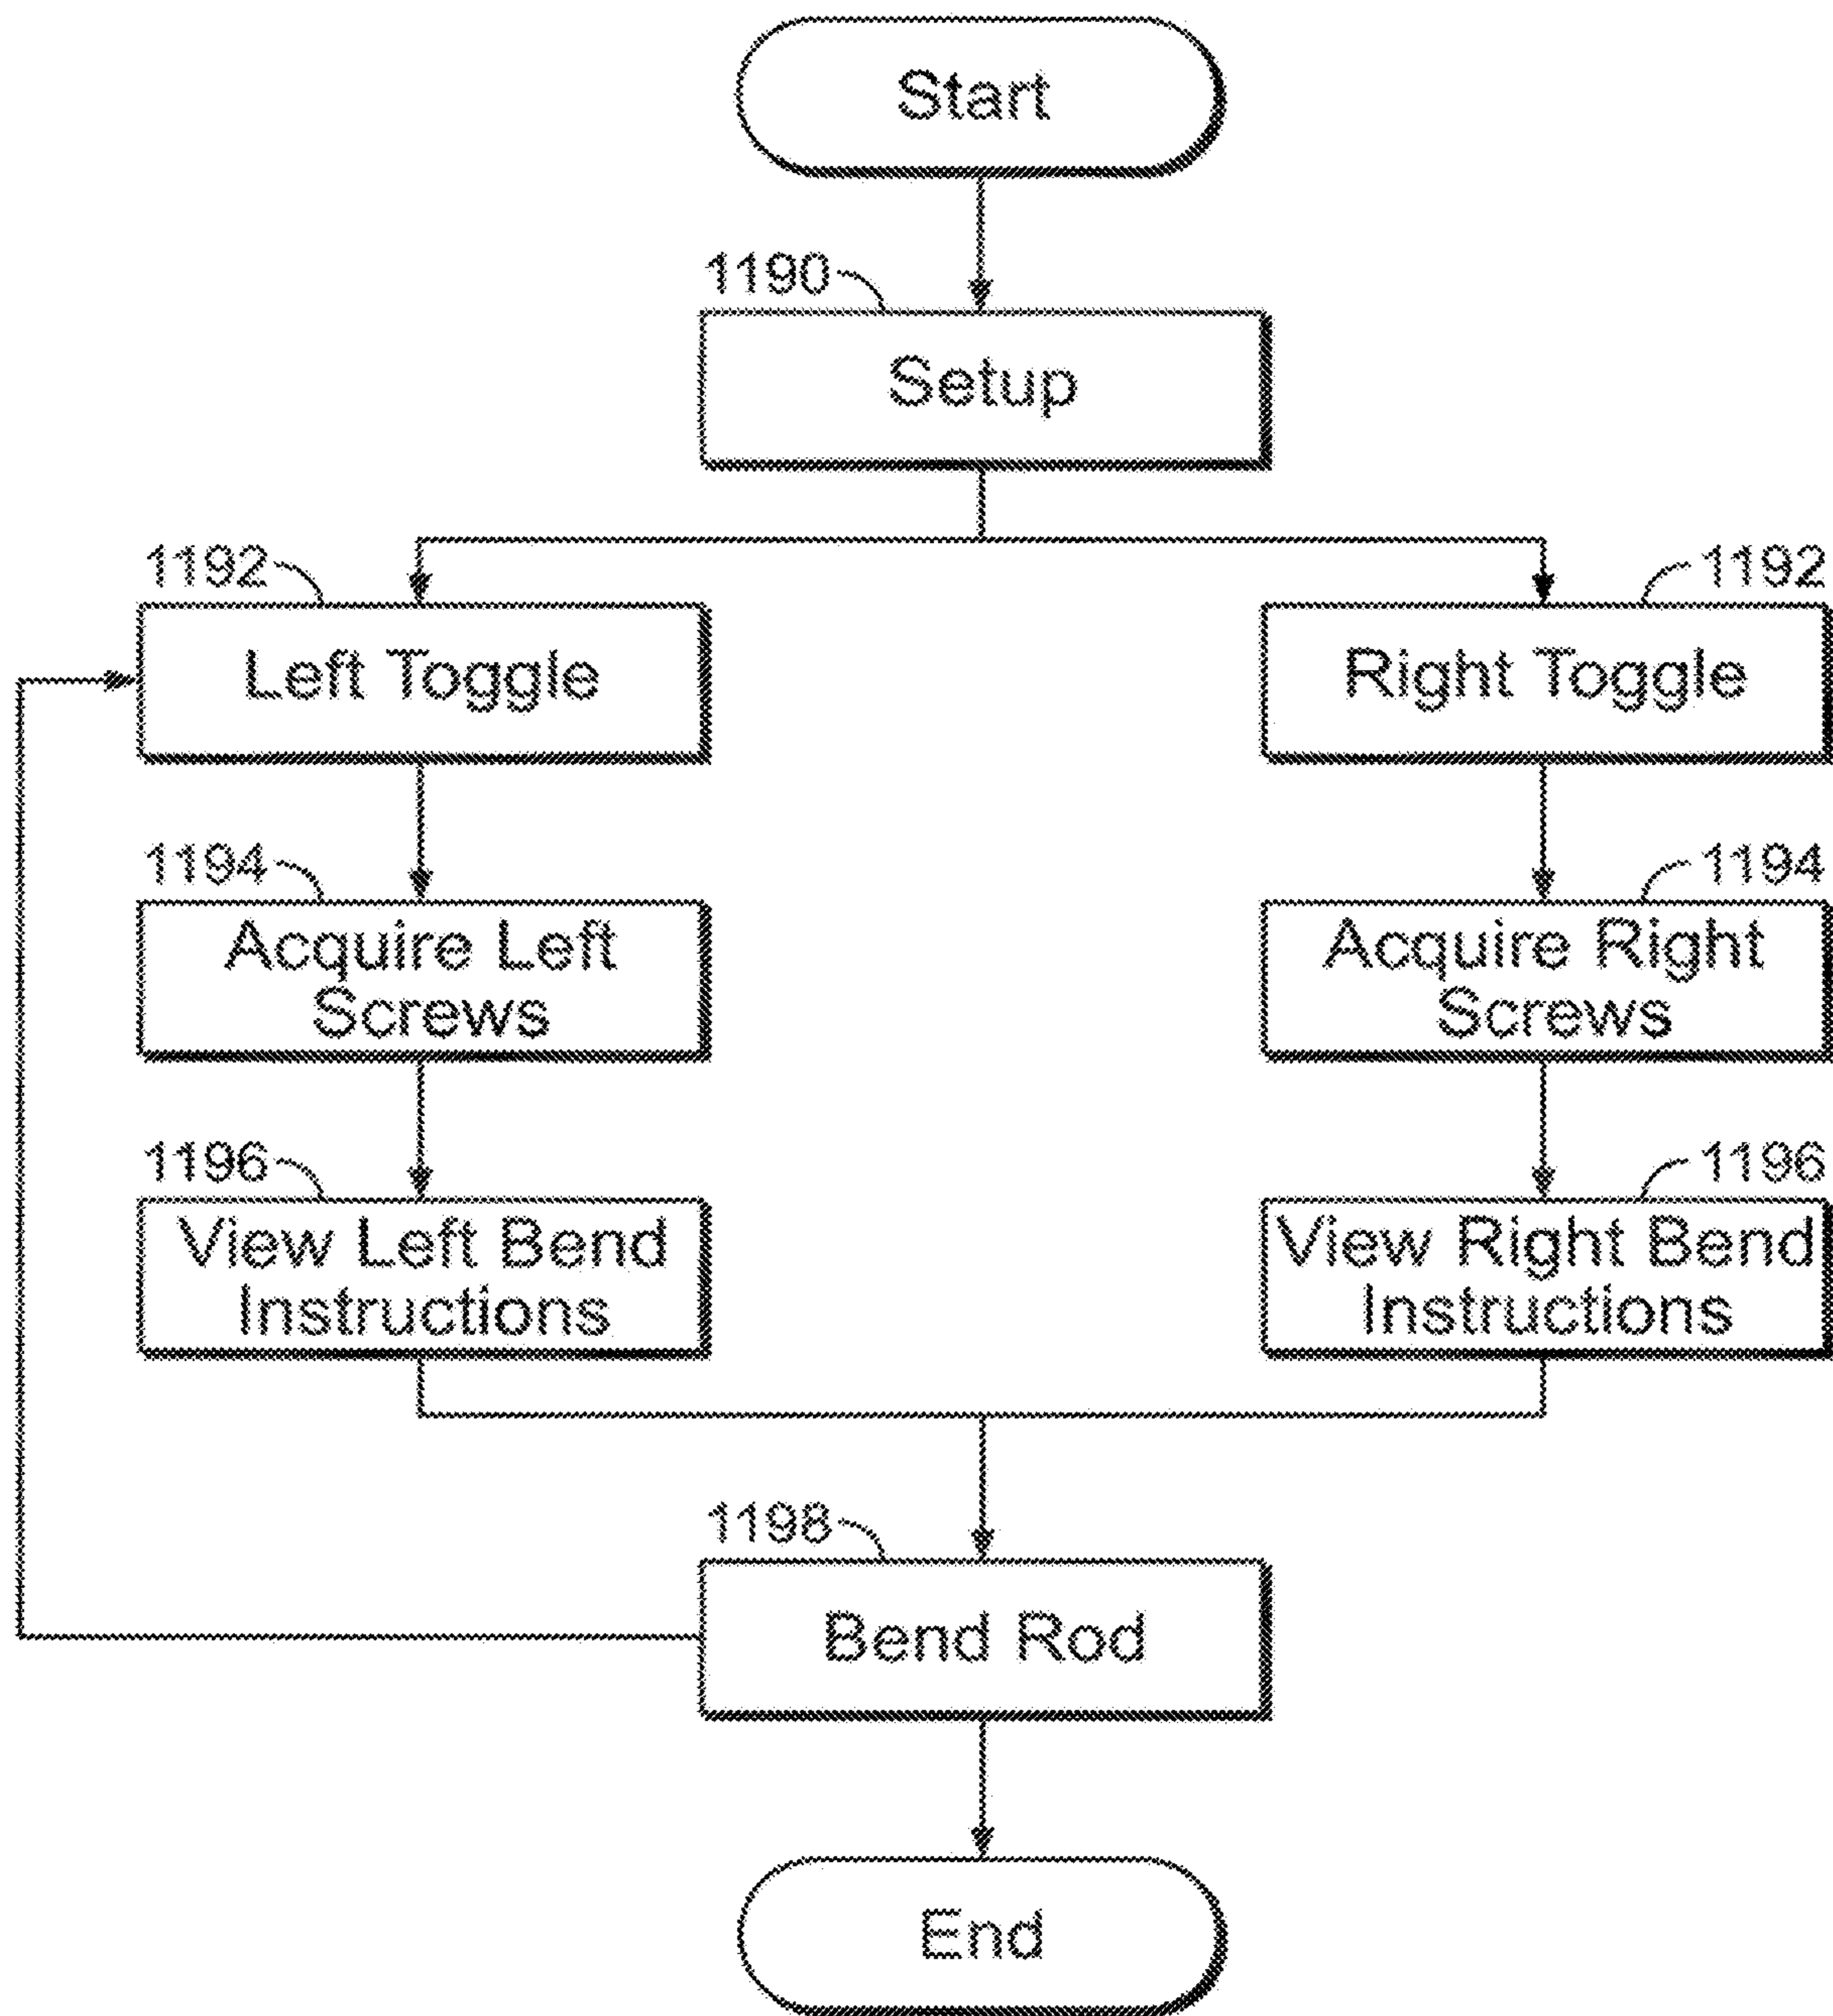 Start
1190
Setup
1192
1192
Left Toggle
Right Toggle
1194
1194
Acquire Left
Screws
Acquire Right
Screws
1196
1196
View Left Bend
Instructions
View Right Bend
Instructions
1198
Bend Rod
End